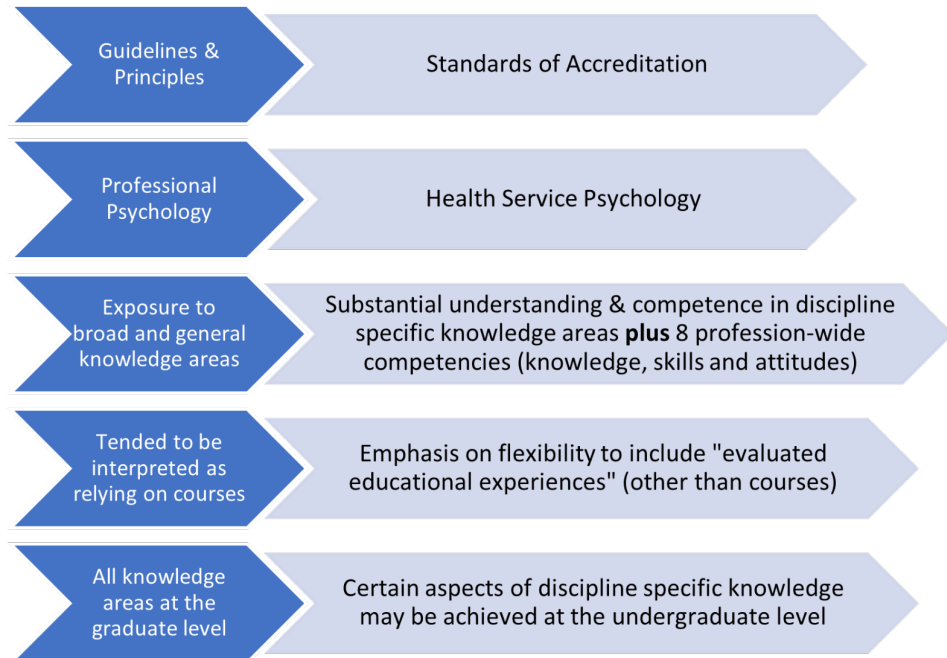 Guidelines &
Principles
Standards of Accreditation
Professional
Psychology
Health Service Psychology
Exposure to
broad and general
knowledge areas
Substantial understanding & competence in discipline
specific knowledge areas plus 8 profession-wide
competencies (knowledge, skills and attitudes)
Tended to be
interpreted as
relying on courses
Emphasis on flexibility to include "evaluated
educational experiences" (other than courses)
All knowledge
areas at the
graduate level
Certain aspects of discipline specific knowledge
may be achieved at the undergraduate level